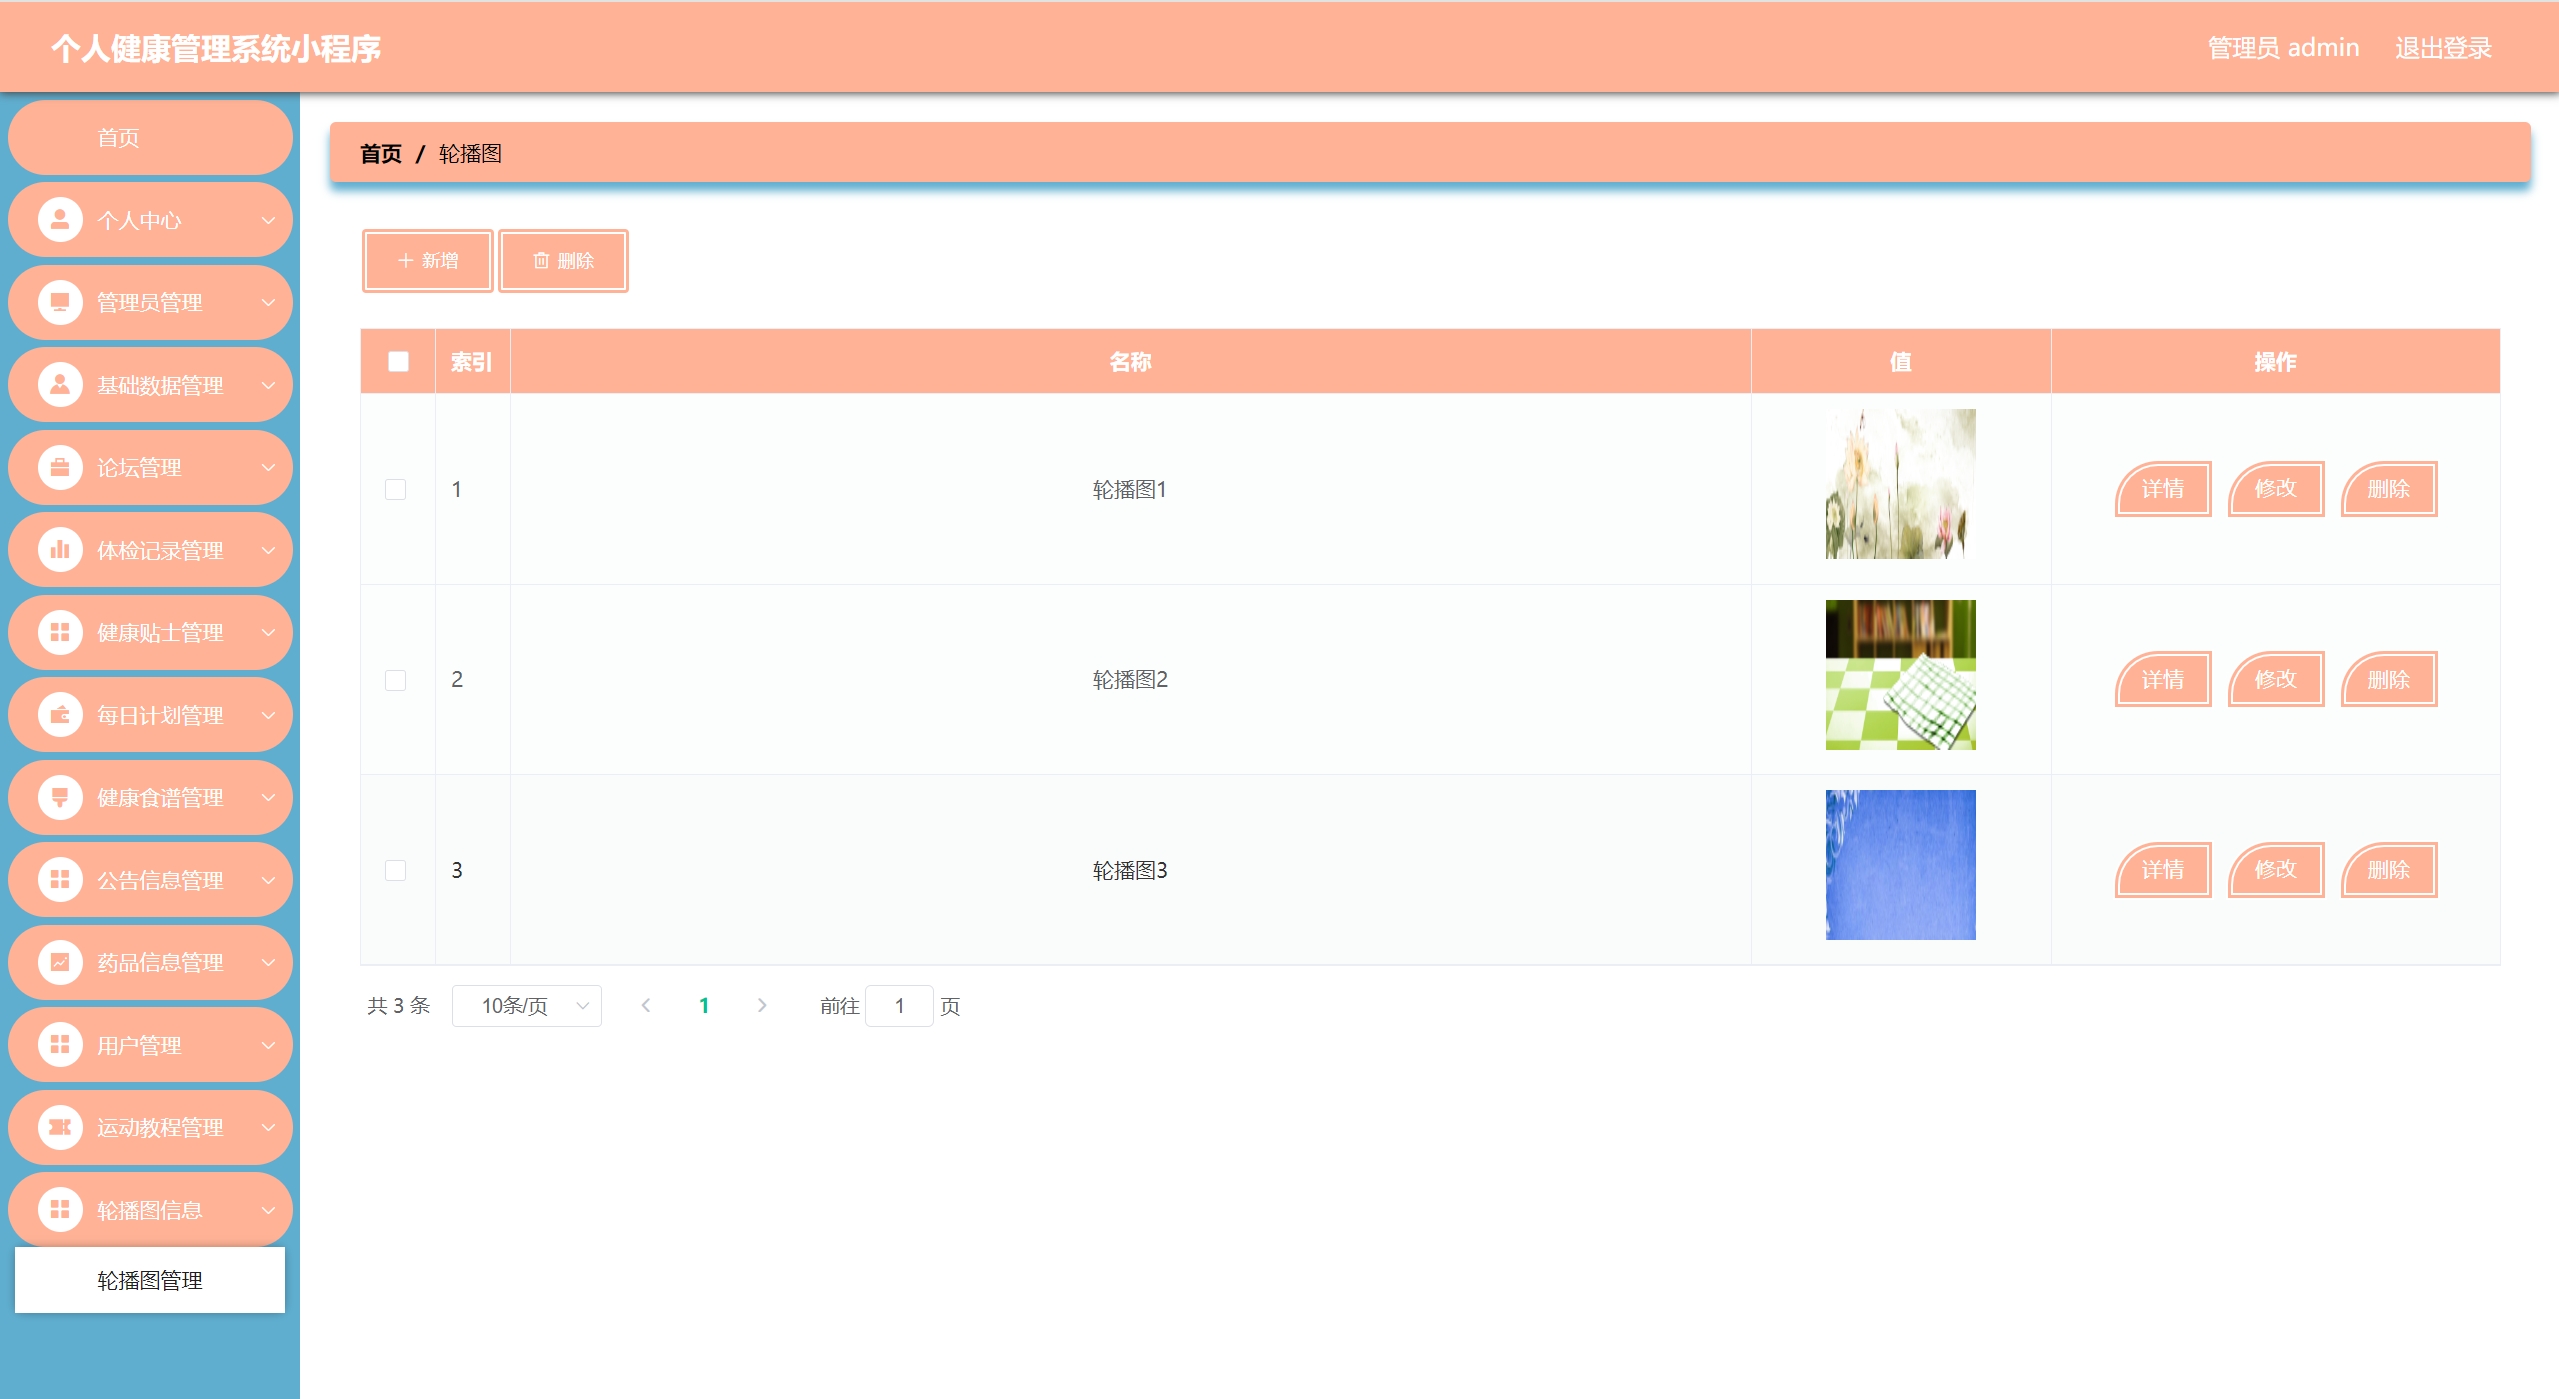 个人健康管理系统小程序
管理员 admin 退出登录
首页
个人中心
管理员管理
基础数据管理
论坛管理
体检记录管理
健康贴士管理
每日计划管理
健康食谱管理
公告信息管理
药品信息管理
用户管理
运动教程管理
轮播图信息
轮播图管理
首页 / 轮播图
新增 删除
索引 名称 值 操作
1 轮播图1 详情 修改 删除
2 轮播图2 详情 修改 删除
3 轮播图3 详情 修改 删除
共 3 条 10条/页 1 前往 1 页